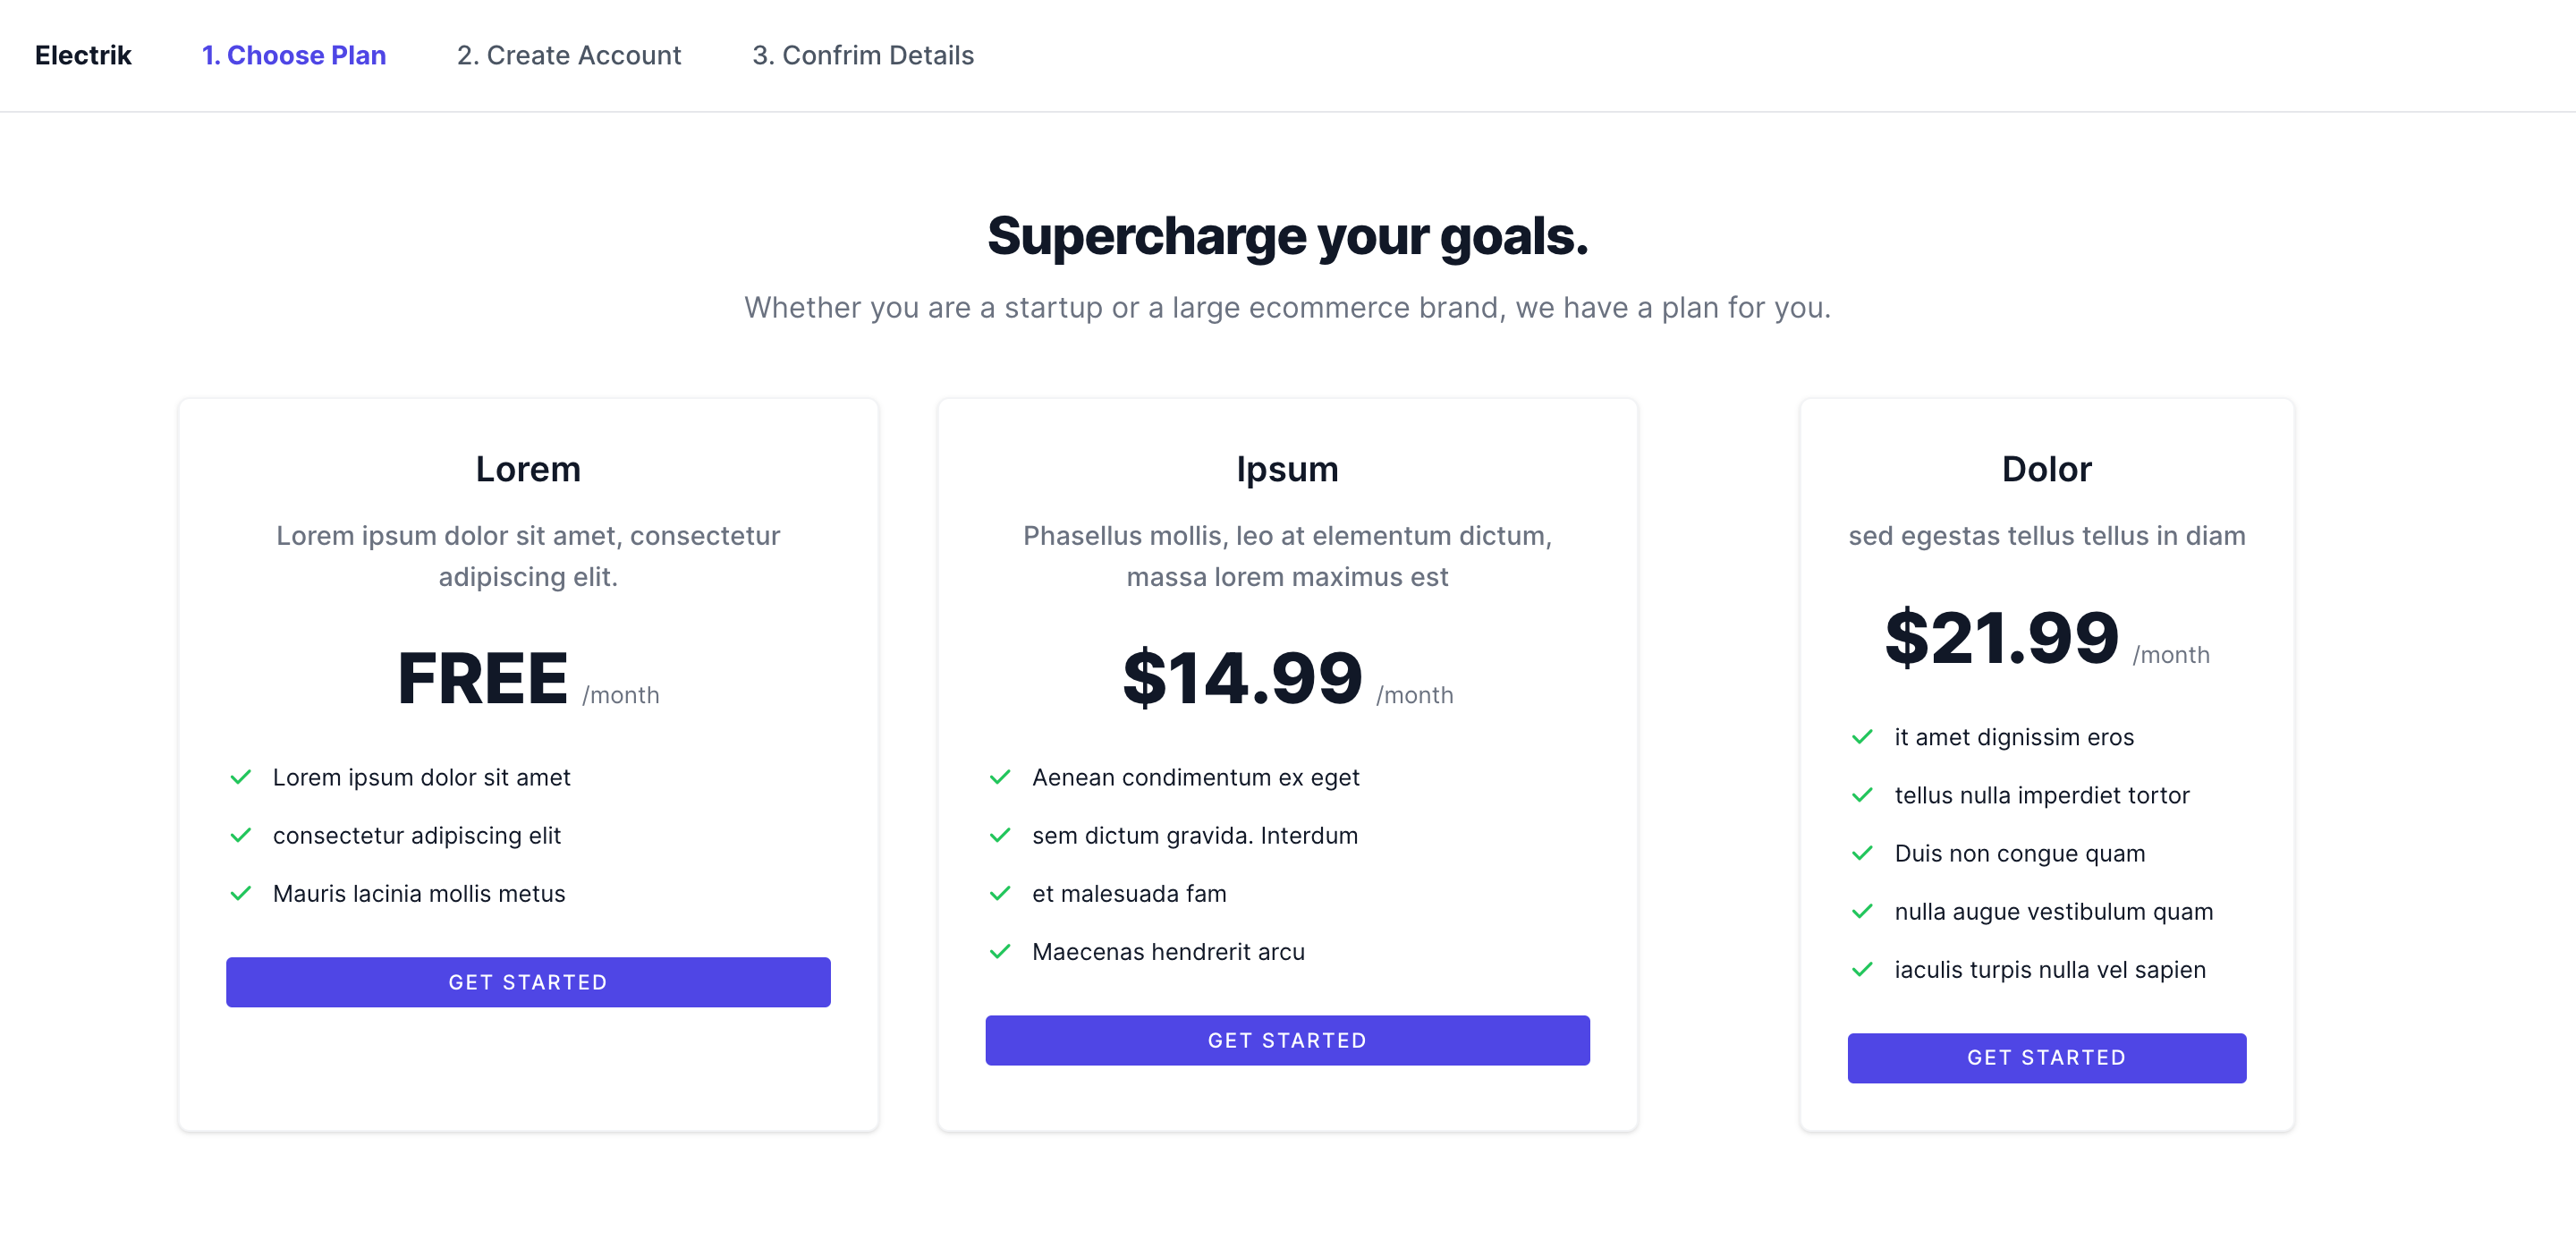 Electrik
1. Choose Plan
2. Create Account
3. Confrim Details
Supercharge your goals.
Whether you are a startup or a large ecommerce brand, we have a plan for you.
Lorem
Lorem ipsum dolor sit amet, consectetur
adipiscing elit.
FREE /month
Lorem ipsum dolor sit amet
consectetur adipiscing elit
Mauris lacinia mollis metus
GET STARTED
Ipsum
Phasellus mollis, leo at elementum dictum,
massa lorem maximus est
$14.99 /month
Aenean condimentum ex eget
sem dictum gravida. Interdum
et malesuada fam
Maecenas hendrerit arcu
GET STARTED
Dolor
sed egestas tellus tellus in diam
$21.99 /month
it amet dignissim eros
tellus nulla imperdiet tortor
Duis non congue quam
nulla augue vestibulum quam
iaculis turpis nulla vel sapien
GET STARTED